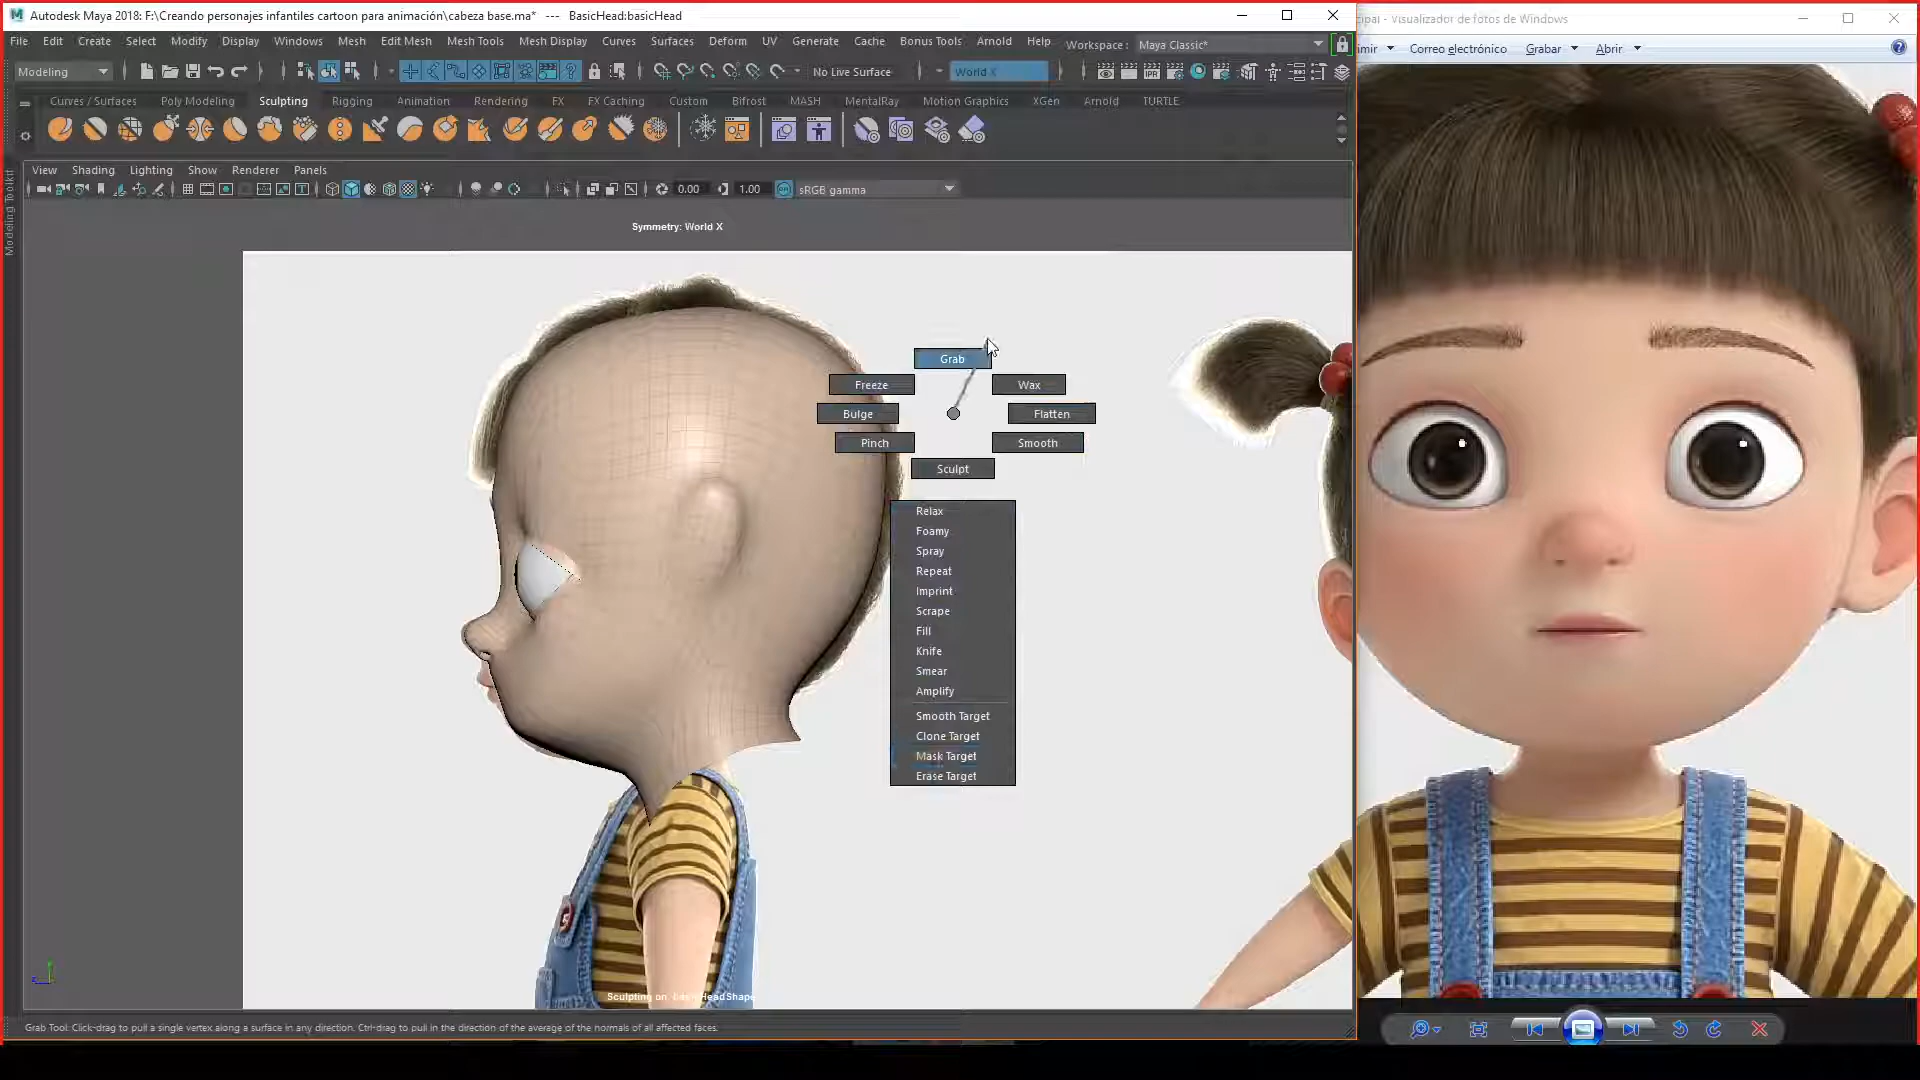 Autodesk Maya 2018: F:\Creando personajes infantiles cartoon para animación\cabeza base.ma* --- BasicHead:basicHead
File Edit Create Select Modify Display Windows Mesh Edit Mesh Mesh Tools Mesh Display Curves Surfaces Deform UV Generate Cache Bonus Tools Arnold Help Workspace : Maya Classic*
Modeling No Live Surface World X
Curves / Surfaces Poly Modeling Sculpting Rigging Animation Rendering FX FX Caching Custom Bifrost MASH MentalRay Motion Graphics XGen Arnold TURTLE
View Shading Lighting Show Renderer Panels
0.00 1.00 sRGB gamma
Modeling Toolkit
Symmetry: World X
Grab
Freeze Wax
Bulge Flatten
Pinch Smooth
Sculpt
Relax
Foamy
Spray
Repeat
Imprint
Scrape
Fill
Knife
Smear
Amplify
Smooth Target
Clone Target
Mask Target
Erase Target
Sculpting on: basicHeadShape
Grab Tool: Click-drag to pull a single vertex along a surface in any direction. Ctrl-drag to pull in the direction of the average of the normals of all affected faces.
cipal - Visualizador de fotos de Windows
imir Correo electrónico Grabar Abrir